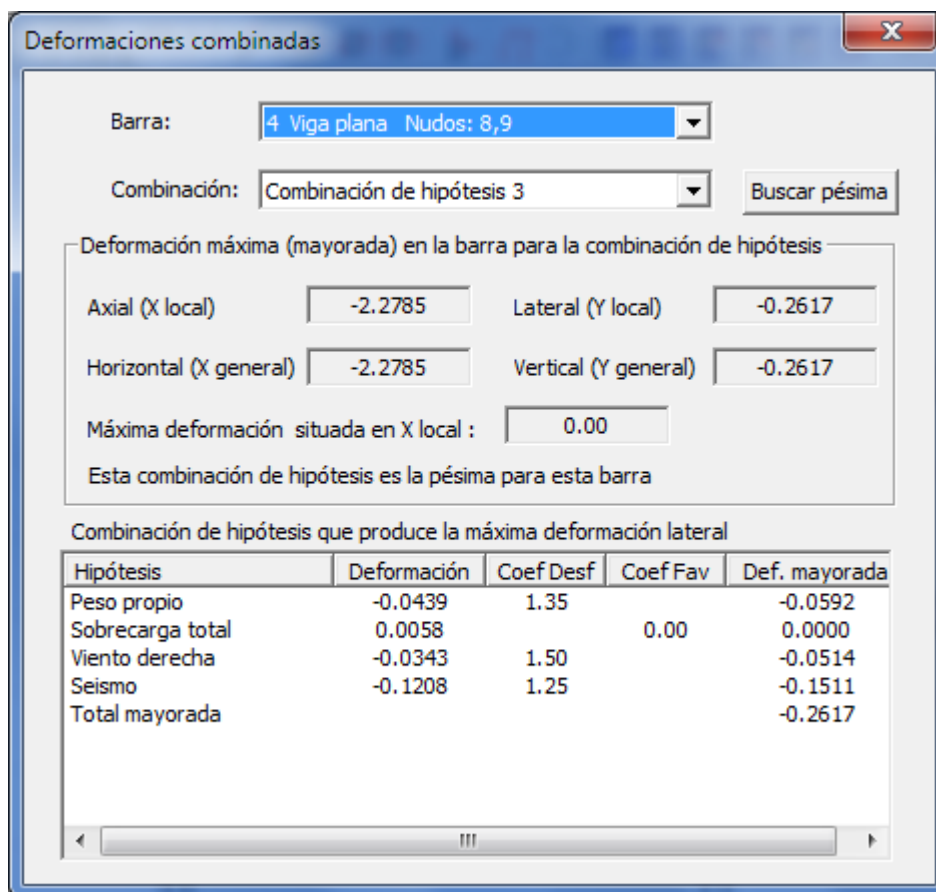 Deformaciones combinadas
Barra: 4 Viga plana Nudos: 8,9
Combinación: Combinación de hipótesis 3 Buscar pésima
Deformación máxima (mayorada) en la barra para la combinación de hipótesis
Axial (X local) -2.2785 Lateral (Y local) -0.2617
Horizontal (X general) -2.2785 Vertical (Y general) -0.2617
Máxima deformación situada en X local : 0.00
Esta combinación de hipótesis es la pésima para esta barra
Combinación de hipótesis que produce la máxima deformación lateral
Hipótesis Deformación Coef Desf Coef Fav Def. mayorada
Peso propio -0.0439 1.35 -0.0592
Sobrecarga total 0.0058 0.00 0.0000
Viento derecha -0.0343 1.50 -0.0514
Seismo -0.1208 1.25 -0.1511
Total mayorada -0.2617